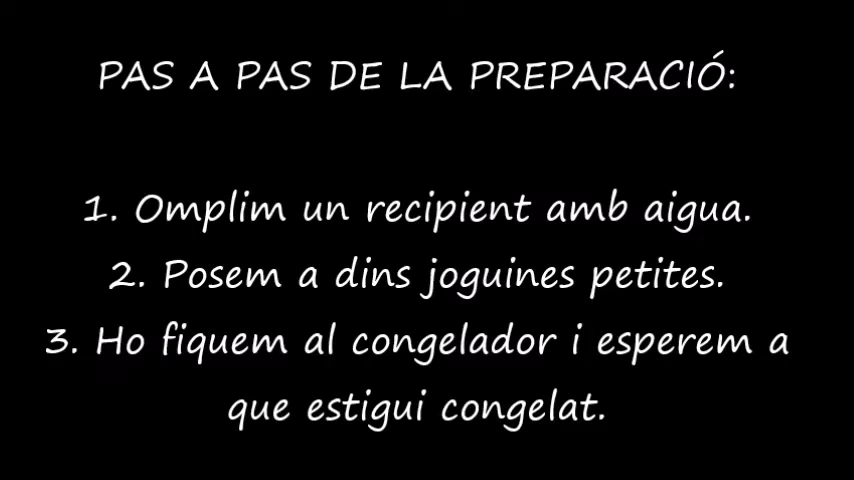 PAS A PAS DE LA PREPARACIÓ:
1. Omplim un recipient amb aigua.
2. Posem a dins joguines petites.
3. Ho fiquem al congelador i esperem a
que estigui congelat.